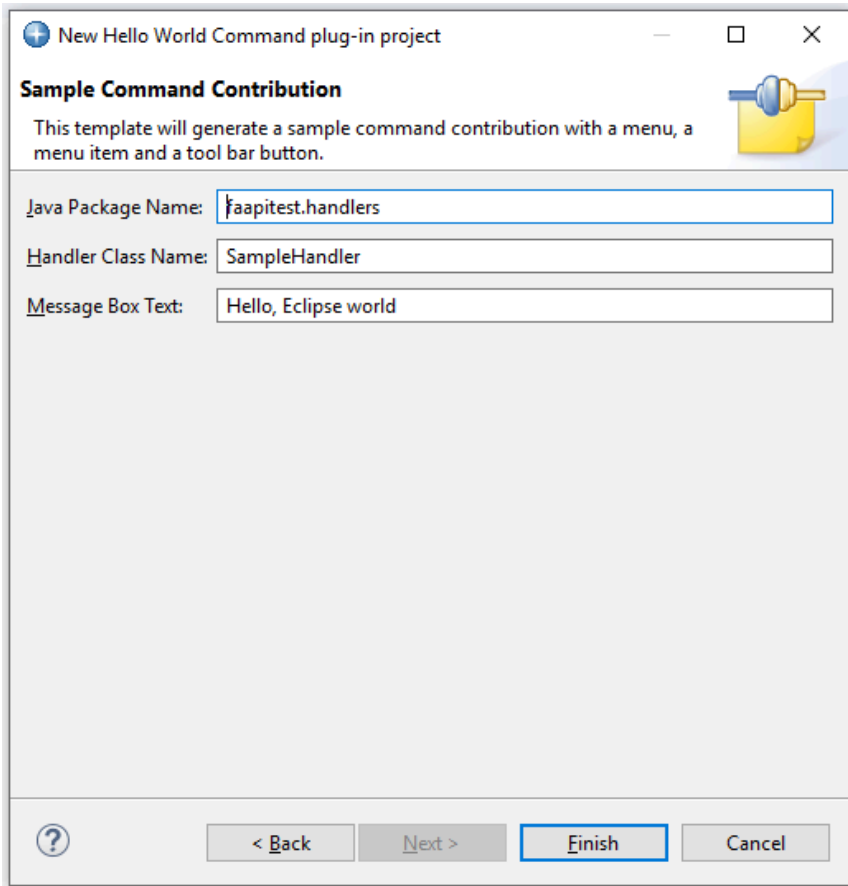 New Hello World Command plug-in project
Sample Command Contribution
This template will generate a sample command contribution with a menu, a
menu item and a tool bar button.
Java Package Name: faapitest.handlers
Handler Class Name: SampleHandler
Message Box Text: Hello, Eclipse world
?
< Back Next > Finish Cancel